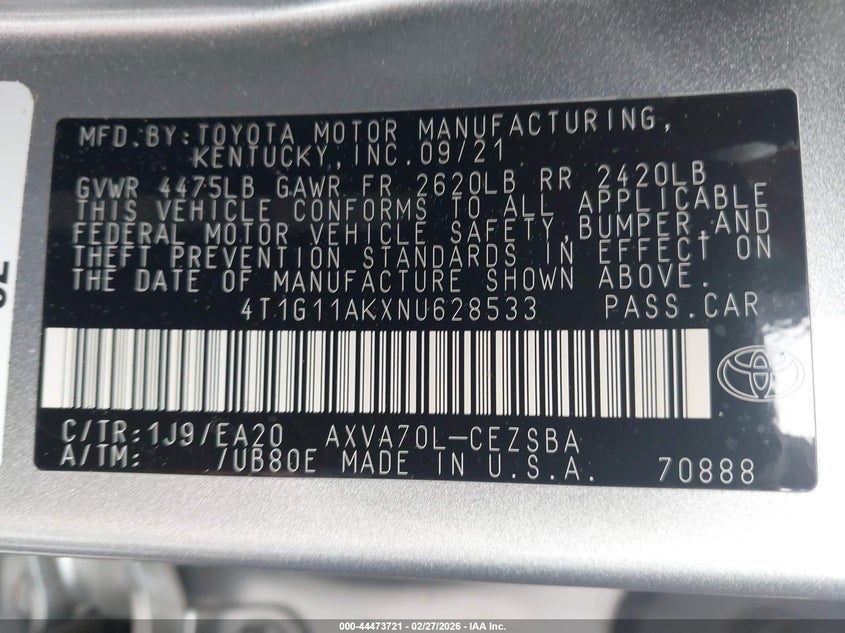 MFD. BY: TOYOTA MOTOR MANUFACTURING,
KENTUCKY, INC. 09/21
GVWR 4475LB GAWR FR 2620LB RR 2420LB
THIS VEHICLE CONFORMS TO ALL APPLICABLE
FEDERAL MOTOR VEHICLE SAFETY, BUMPER, AND
THEFT PREVENTION STANDARDS IN EFFECT ON
THE DATE OF MANUFACTURE SHOWN ABOVE.
4T1G11AKXNU628533 PASS. CAR
C/TR: 1J9/EA20 AXVA70L-CEZSBA
A/TM: /UB80E MADE IN U.S.A. 70888
000-44473721 - 02/27/2026 - IAA Inc.